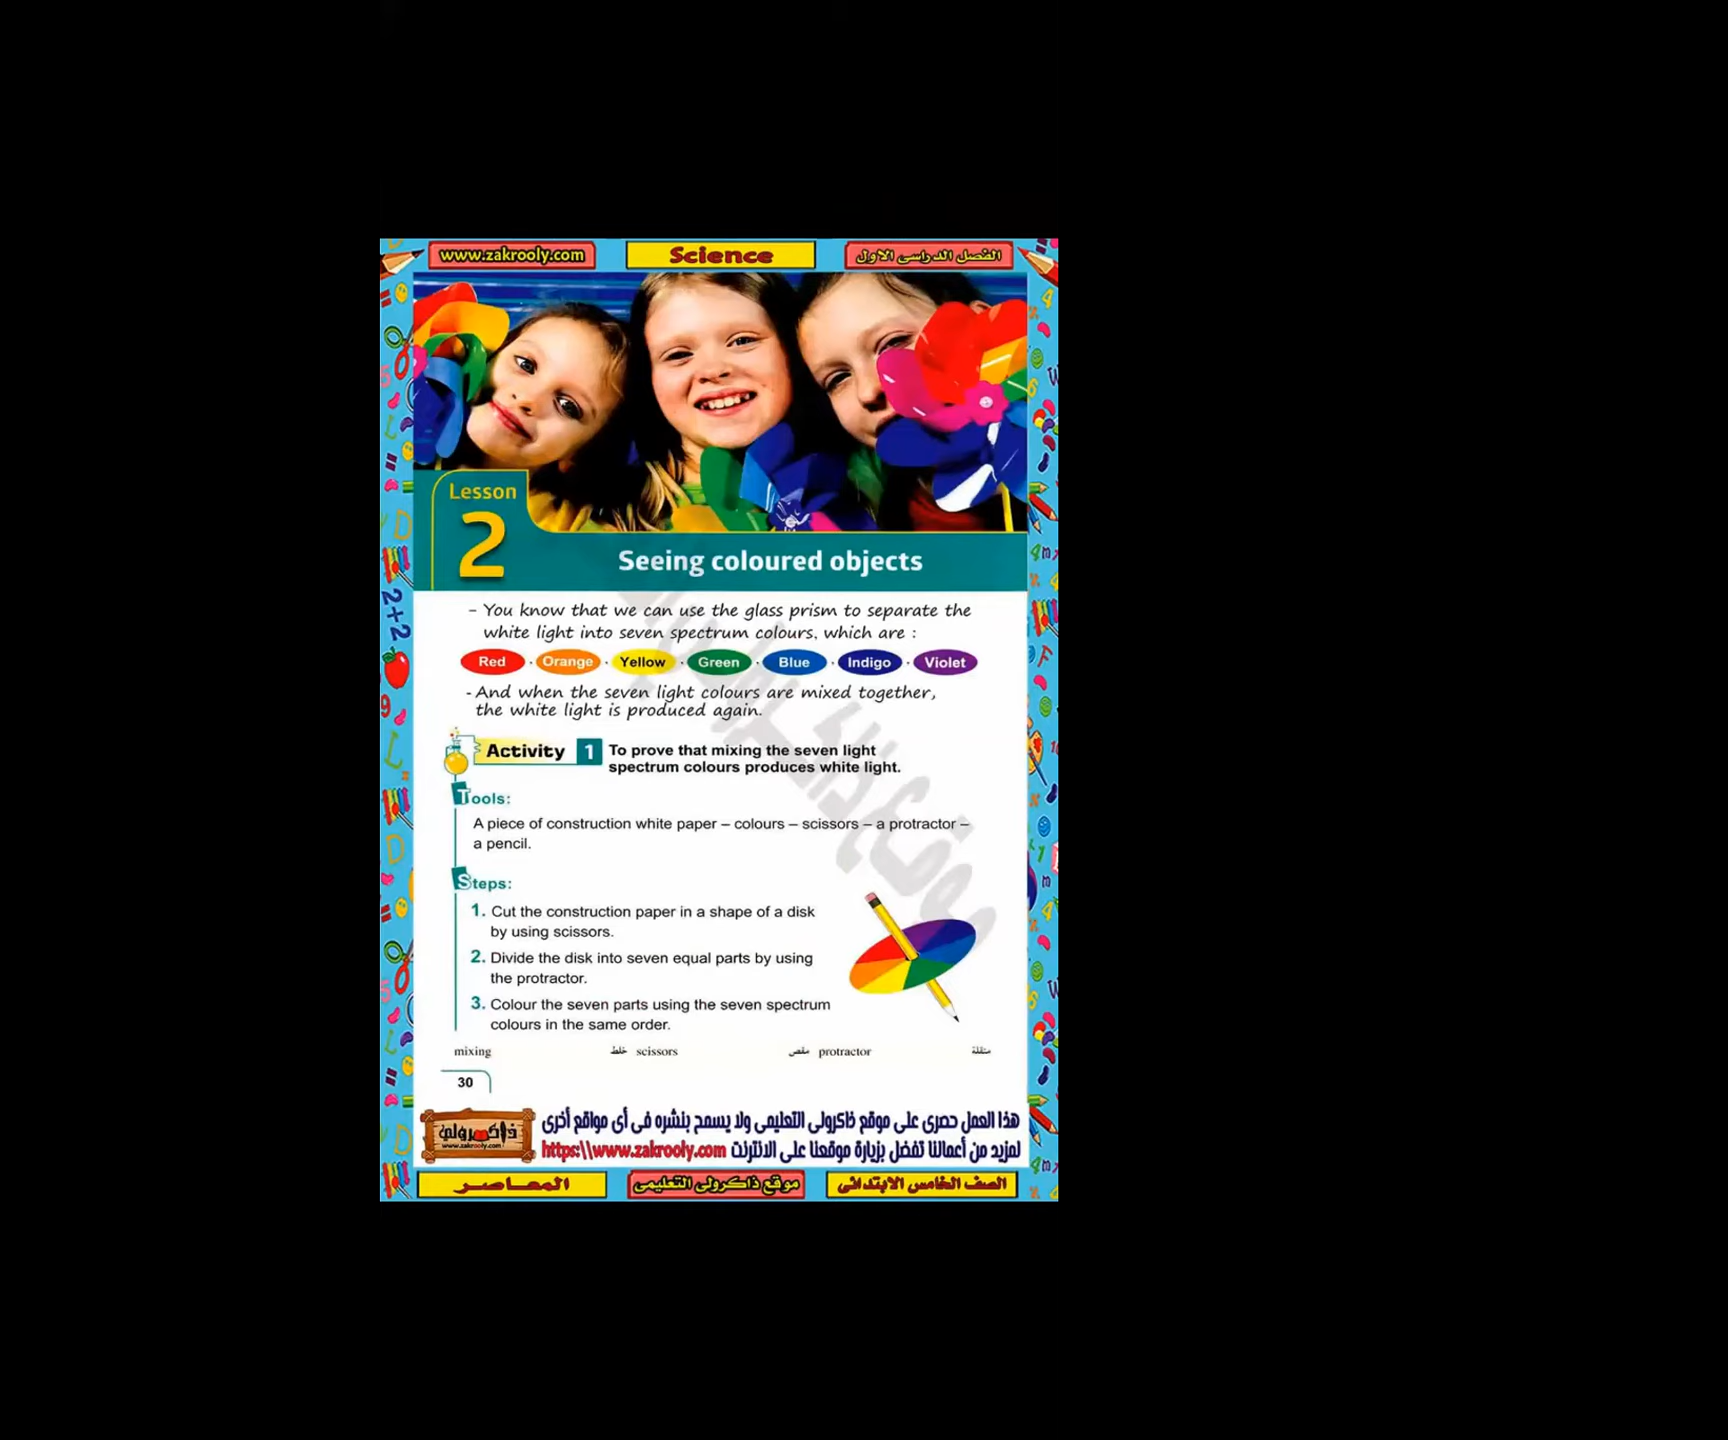 www.zakrooly.com
Science
الفصل الدراسى الاول
Lesson
2
Seeing coloured objects
- You know that we can use the glass prism to separate the
white light into seven spectrum colours, which are :
Red · Orange · Yellow · Green · Blue · Indigo · Violet
- And when the seven light colours are mixed together,
the white light is produced again.
Activity 1 To prove that mixing the seven light
spectrum colours produces white light.
Tools:
A piece of construction white paper – colours – scissors – a protractor –
a pencil.
Steps:
1. Cut the construction paper in a shape of a disk
by using scissors.
2. Divide the disk into seven equal parts by using
the protractor.
3. Colour the seven parts using the seven spectrum
colours in the same order.
mixing خلط scissors مقص protractor منقلة
30
هذا العمل حصرى على موقع ذاكرولى التعليمى ولا يسمح بنشره فى أى مواقع أخرى
ذاكرولي
www.zakrooly.com
لمزيد من أعمالنا تفضل بزيارة موقعنا على الانترنت https:\\www.zakrooly.com
المعاصر
موقع ذاكرولى التعليمى
الصف الخامس الابتدائى